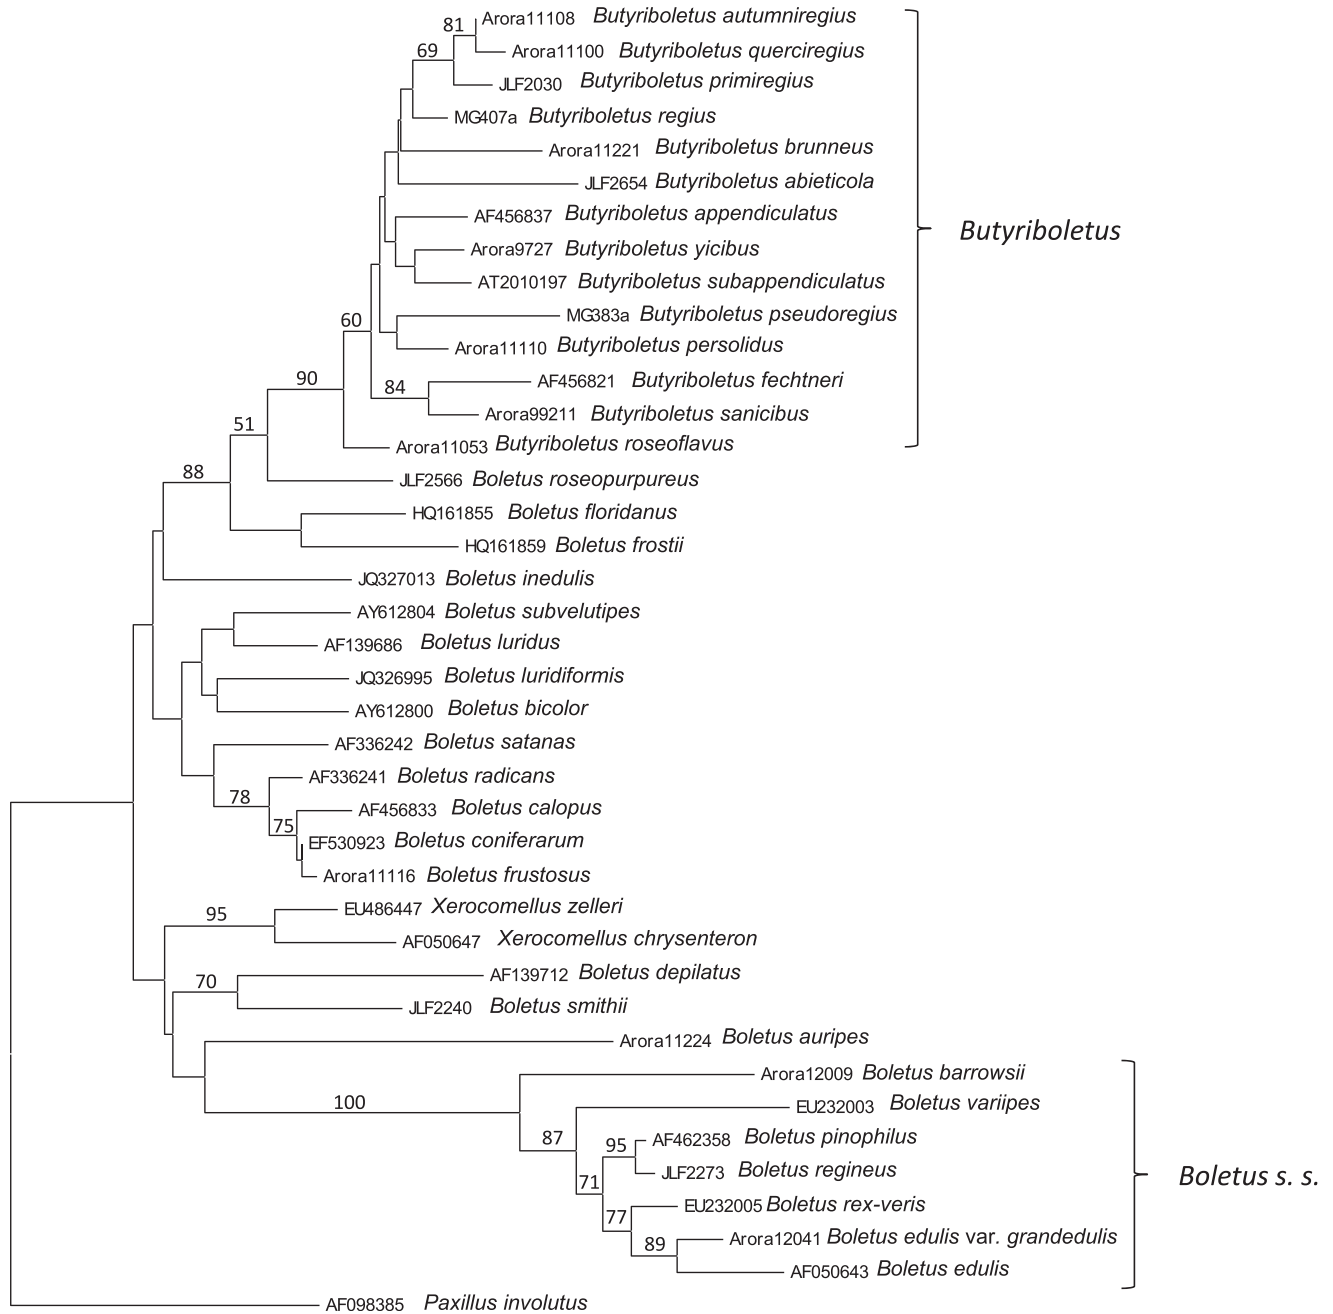 81 Arora11108 Butyriboletus autumniregius
69 Arora11100 Butyriboletus querciregius
JLF2030 Butyriboletus primiregius
MG407a Butyriboletus regius
Arora11221 Butyriboletus brunneus
JLF2654 Butyriboletus abieticola
AF456837 Butyriboletus appendiculatus
Butyriboletus
Arora9727 Butyriboletus yicibus
AT2010197 Butyriboletus subappendiculatus
MG383a Butyriboletus pseudoregius
60
Arora11110 Butyriboletus persolidus
90 84 AF456821 Butyriboletus fechtneri
Arora99211 Butyriboletus sanicibus
51
Arora11053 Butyriboletus roseoflavus
88 JLF2566 Boletus roseopurpureus
HQ161855 Boletus floridanus
HQ161859 Boletus frostii
JQ327013 Boletus inedulis
AY612804 Boletus subvelutipes
AF139686 Boletus luridus
JQ326995 Boletus luridiformis
AY612800 Boletus bicolor
AF336242 Boletus satanas
AF336241 Boletus radicans
78
AF456833 Boletus calopus
75
EF530923 Boletus coniferarum
Arora11116 Boletus frustosus
95 EU486447 Xerocomellus zelleri
AF050647 Xerocomellus chrysenteron
70 AF139712 Boletus depilatus
JLF2240 Boletus smithii
Arora11224 Boletus auripes
Arora12009 Boletus barrowsii
100 EU232003 Boletus variipes
87 95 AF462358 Boletus pinophilus
JLF2273 Boletus regineus
Boletus s. s.
71
77 EU232005 Boletus rex-veris
89 Arora12041 Boletus edulis var. grandedulis
AF050643 Boletus edulis
AF098385 Paxillus involutus